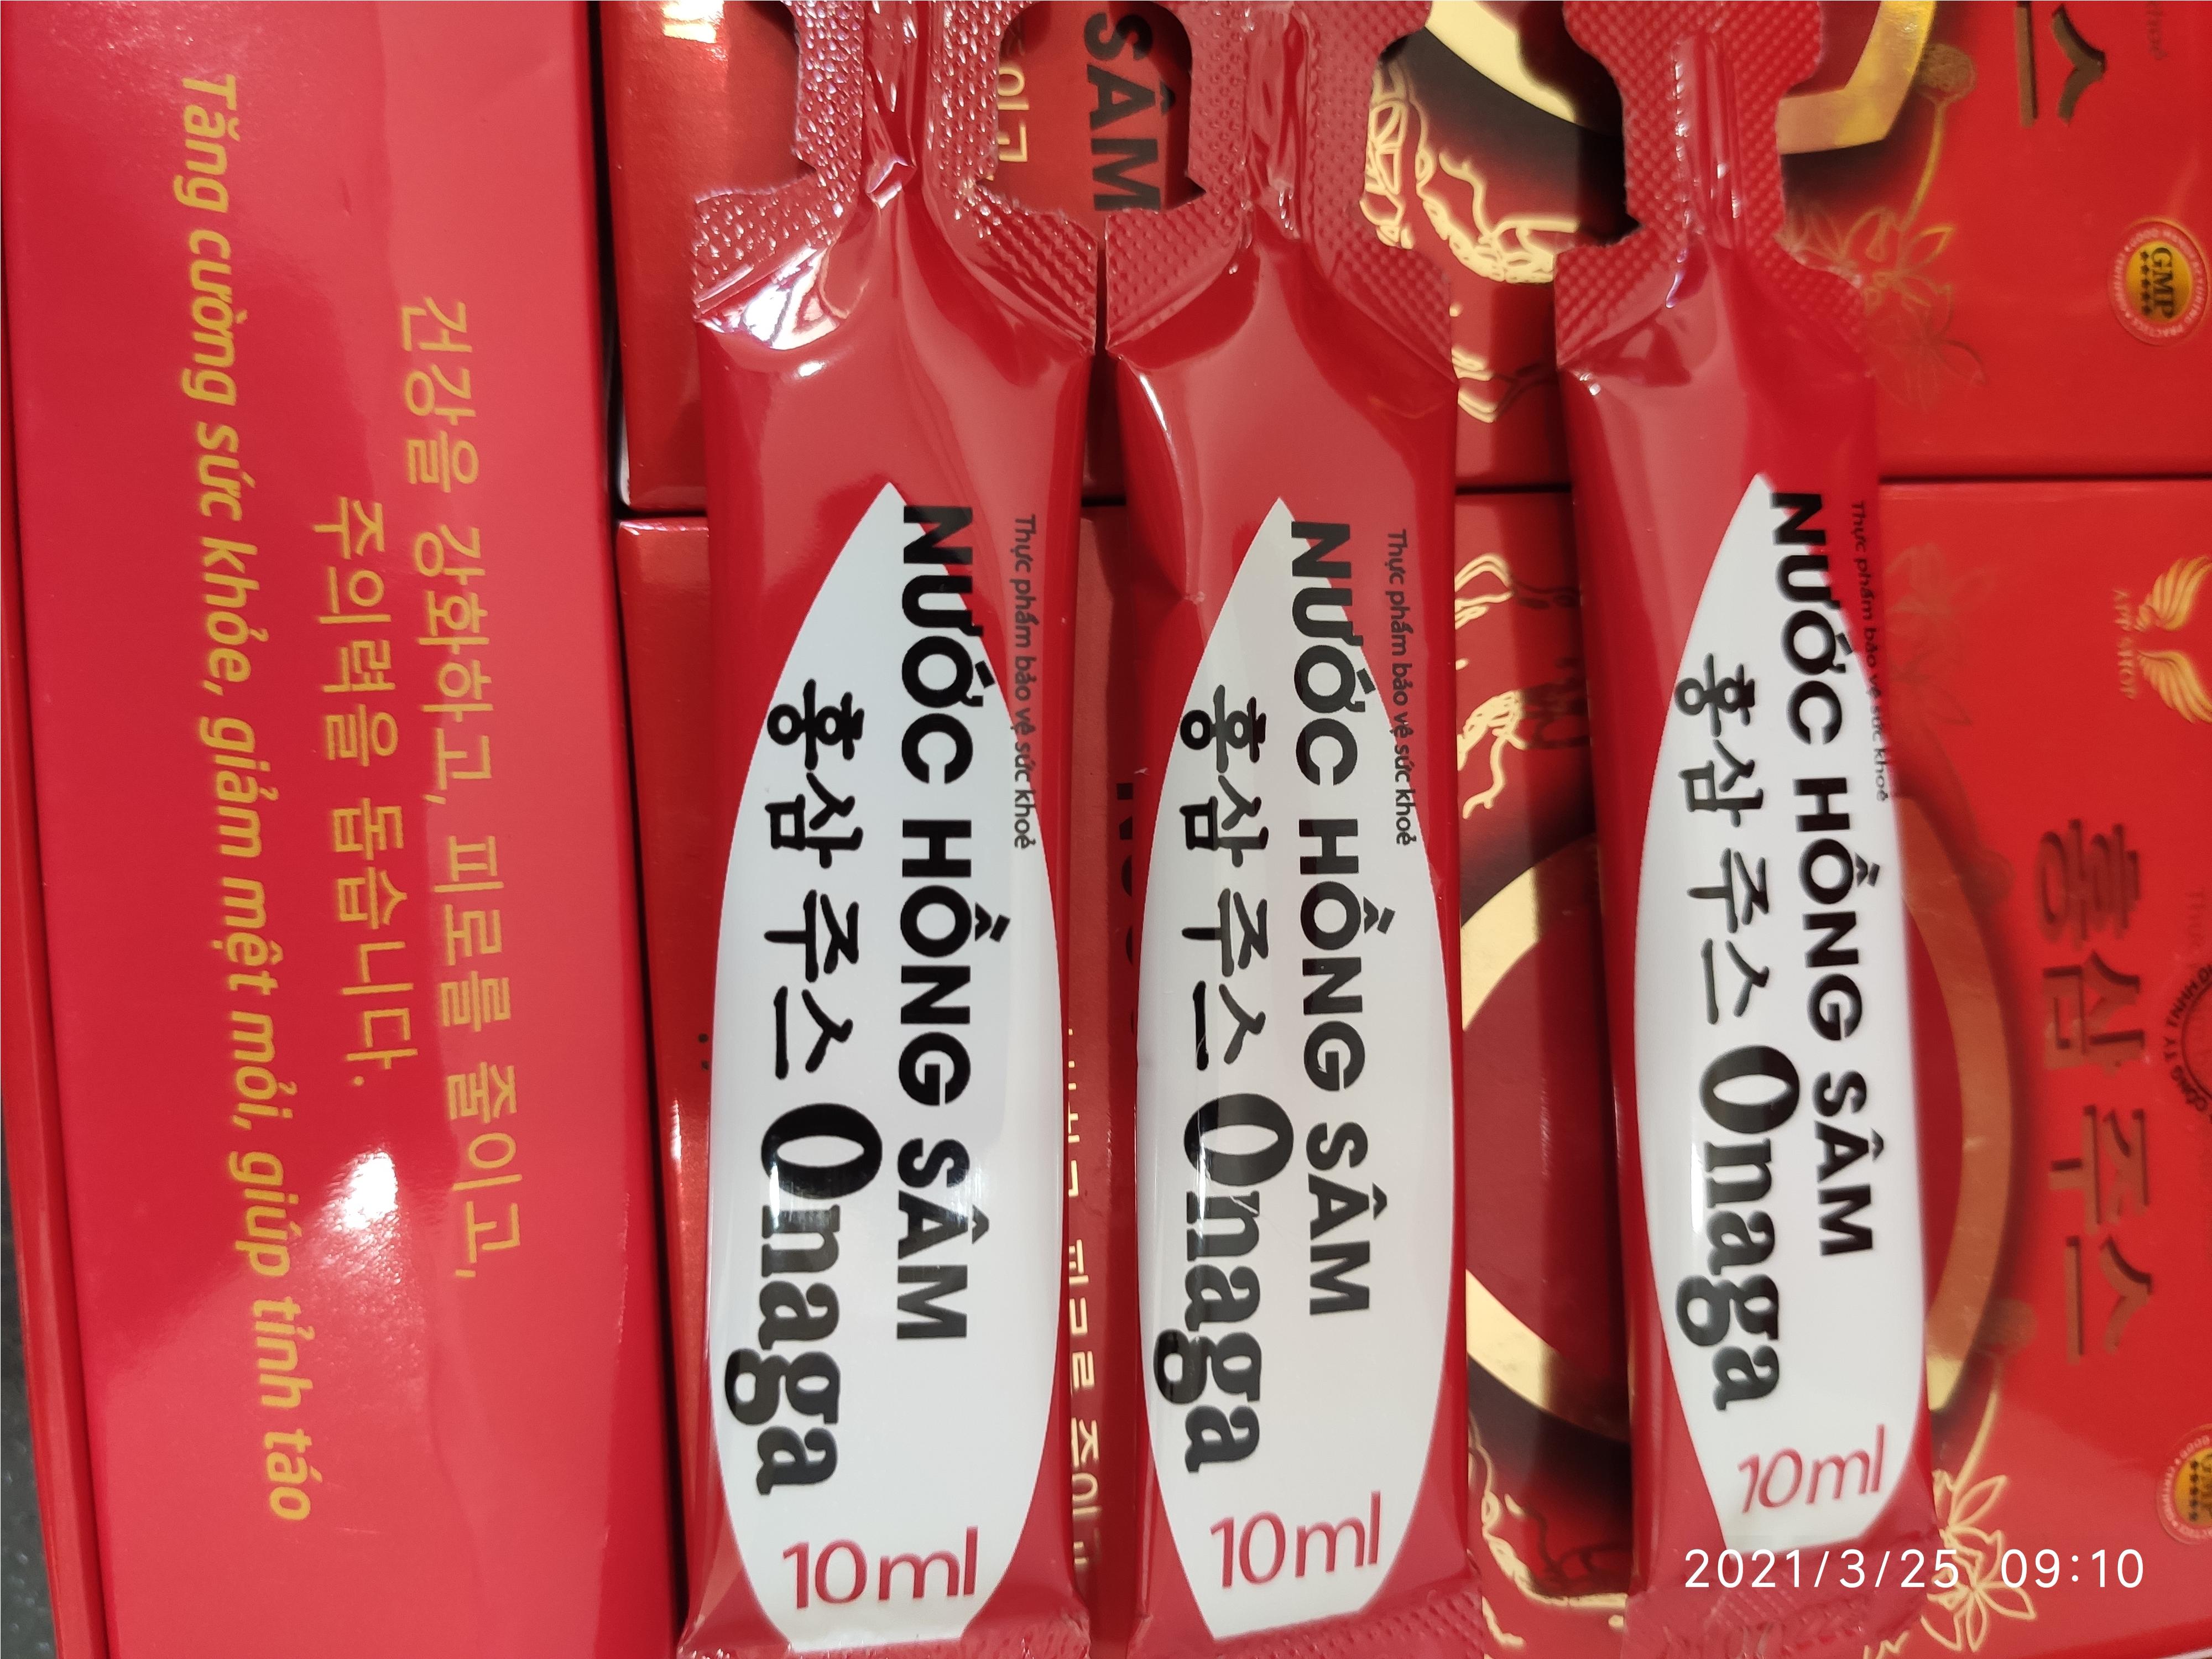 건강을 강화하고, 피로를 줄이고,
주의력을 돕습니다.
Tăng cường sức khỏe, giảm mệt mỏi, giúp tỉnh táo
SÂM
Thực phẩm bảo vệ sức khoẻ
NƯỚC HỒNG SÂM
홍삼 주스 Onaga
10ml
Thực phẩm bảo vệ sức khoẻ
NƯỚC HỒNG SÂM
홍삼 주스 Onaga
10ml
Thực phẩm bảo vệ sức khoẻ
NƯỚC HỒNG SÂM
홍삼 주스 Onaga
10ml
스
GMP
홍삼 주스
2021/3/25 09:10